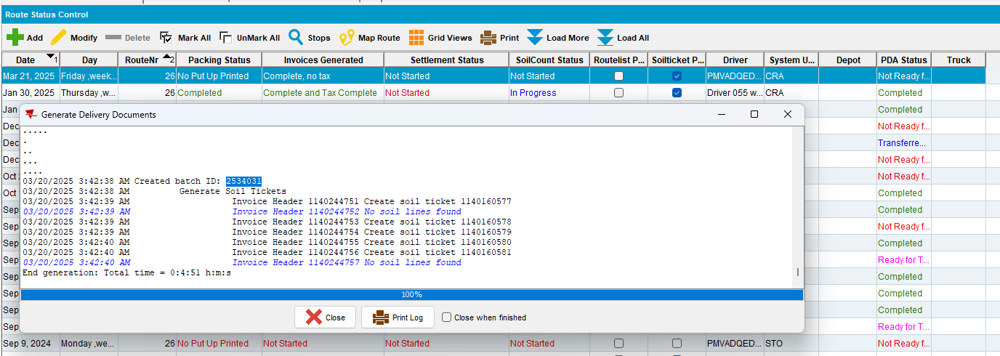 Route Status Control
Add Modify Delete Mark All UnMark All Stops Map Route Grid Views Print Load More Load All
Date 1 Day RouteNr 2 Packing Status Invoices Generated Settlement Status SoilCount Status Routelist P... Soilticket P... Driver System U... Depot PDA Status Truck
Mar 21, 2025 Friday ,week... 26 No Put Up Printed Complete, no tax Not Started Not Started PMVADQED... CRA Not Ready f...
Jan 30, 2025 Thursday ,w... 26 Completed Complete and Tax Complete Not Started In Progress Driver 055 w... CRA Completed
Jan Completed
Dec Not Ready f...
Dec Transferre...
Dec Not Ready f...
Oct Not Ready f...
Oct Completed
Sep Completed
Sep Not Ready f...
Sep Completed
Sep Ready for T...
Sep Completed
Sep Completed
Sep Completed
Sep Ready for T...
Generate Delivery Documents
.....
.
..
...
....
03/20/2025 3:42:38 AM Created batch ID: 2534031
03/20/2025 3:42:38 AM Generate Soil Tickets
03/20/2025 3:42:39 AM Invoice Header 1140244751 Create soil ticket 1140160577
03/20/2025 3:42:39 AM Invoice Header 1140244752 No soil lines found
03/20/2025 3:42:39 AM Invoice Header 1140244753 Create soil ticket 1140160578
03/20/2025 3:42:39 AM Invoice Header 1140244754 Create soil ticket 1140160579
03/20/2025 3:42:40 AM Invoice Header 1140244755 Create soil ticket 1140160580
03/20/2025 3:42:40 AM Invoice Header 1140244756 Create soil ticket 1140160581
03/20/2025 3:42:40 AM Invoice Header 1140244757 No soil lines found
End generation: Total time = 0:4:51 h:m:s
100%
Close Print Log Close when finished
Sep 9, 2024 Monday ,we... 26 No Put Up Printed Not Started Not Started Not Started PMVADQED... STO Not Ready f...